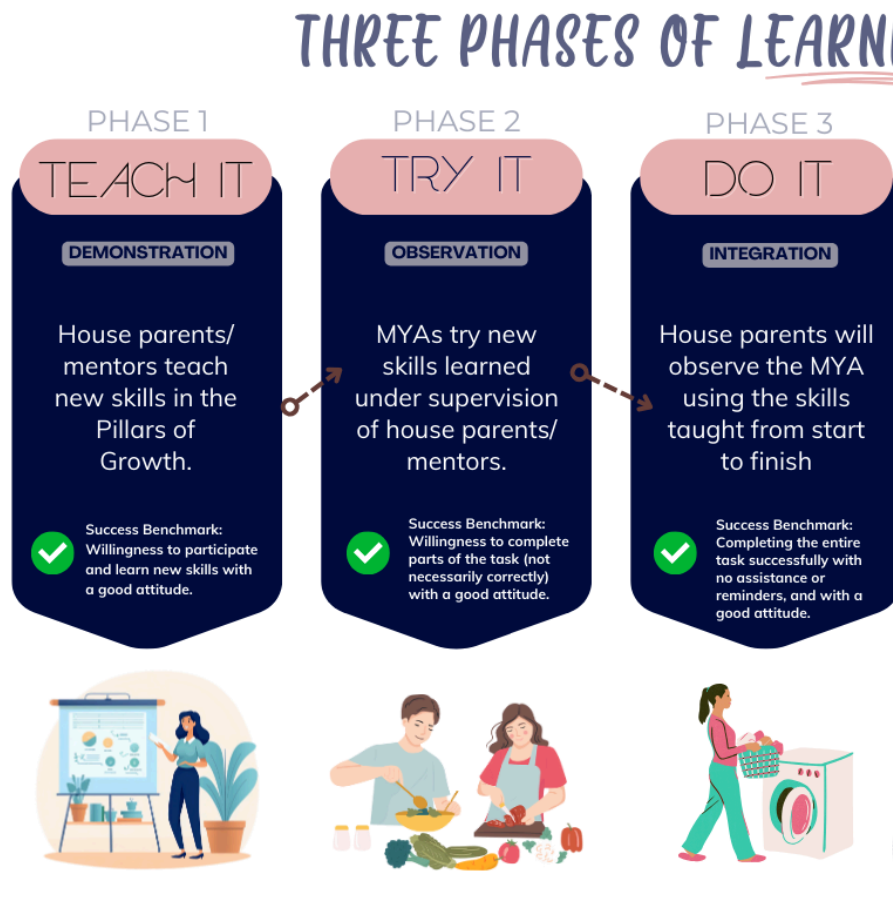 THREE PHASES OF LEARN
PHASE 1
TEACH IT
DEMONSTRATION
House parents/
mentors teach
new skills in the
Pillars of
Growth.
Success Benchmark:
Willingness to participate
and learn new skills with
a good attitude.
PHASE 2
TRY IT
OBSERVATION
MYAs try new
skills learned
under supervision
of house parents/
mentors.
Success Benchmark:
Willingness to complete
parts of the task (not
necessarily correctly)
with a good attitude.
PHASE 3
DO IT
INTEGRATION
House parents will
observe the MYA
using the skills
taught from start
to finish
Success Benchmark:
Completing the entire
task successfully with
no assistance or
reminders, and with a
good attitude.